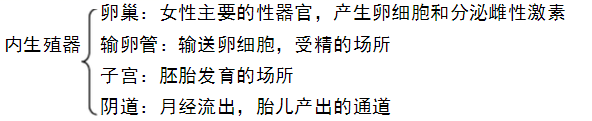 卵巢：女性主要的性器官，产生卵细胞和分泌雌性激素
内生殖器
输卵管：输送卵细胞，受精的场所
子宫：胚胎发育的场所
阴道：月经流出，胎儿产出的通道